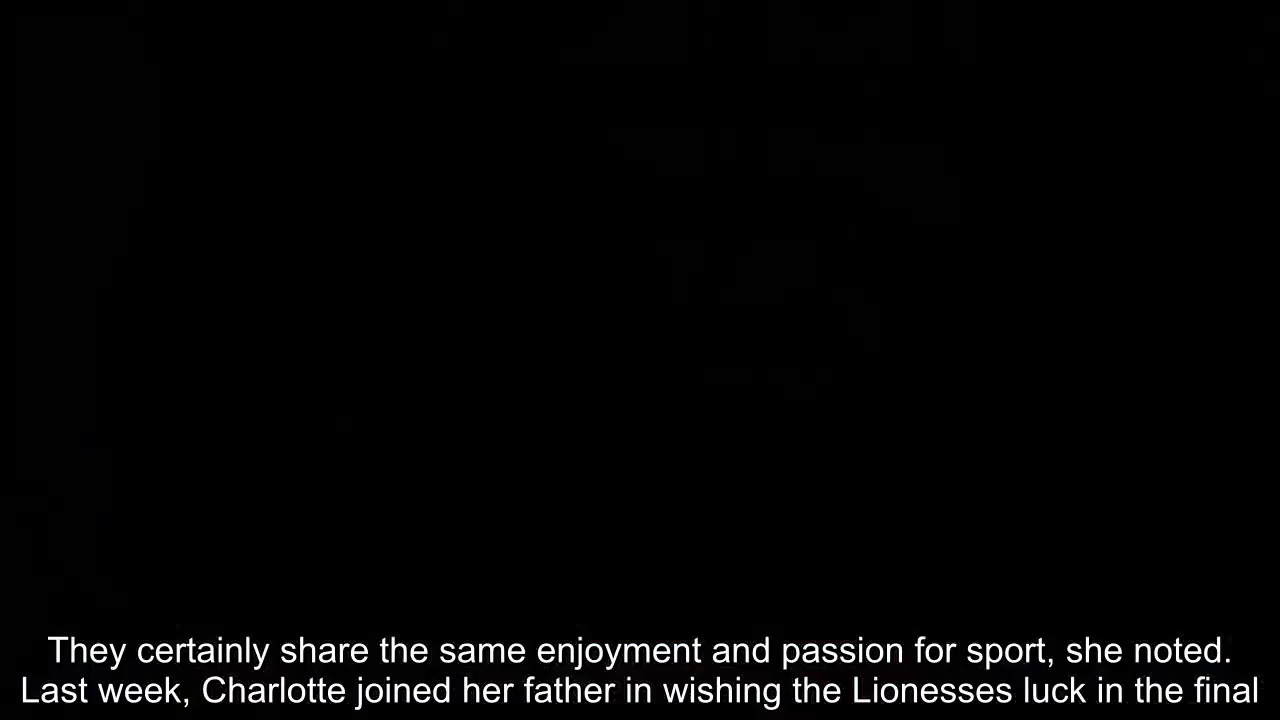 They certainly share the same enjoyment and passion for sport, she noted.
Last week, Charlotte joined her father in wishing the Lionesses luck in the final